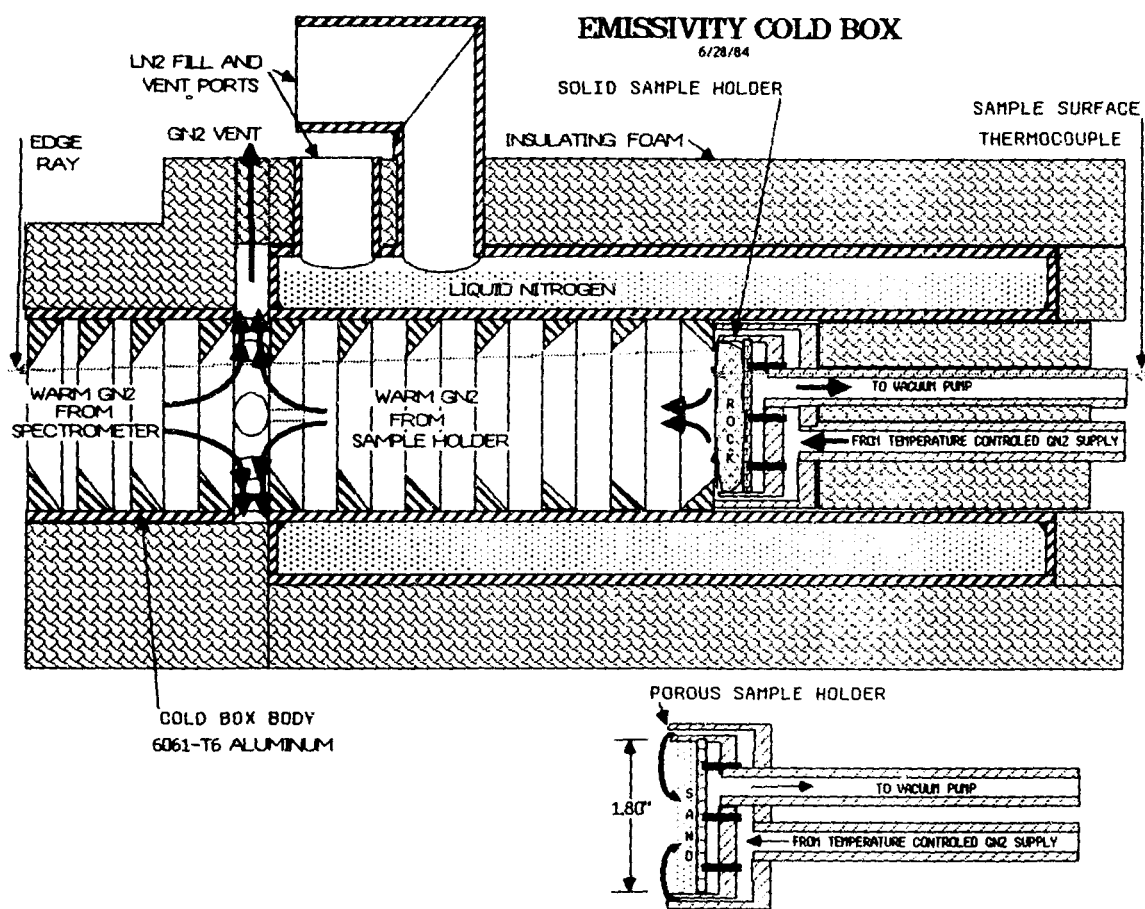 EMISSIVITY COLD BOX
6/28/84
LN2 FILL AND
VENT PORTS
SOLID SAMPLE HOLDER
SAMPLE SURFACE
THERMOCOUPLE
EDGE
RAY
GN2 VENT
INSULATING FOAM
LIQUID NITROGEN
WARM GN2
FROM
SPECTROMETER
WARM GN2
FROM
SAMPLE HOLDER
ROCK
TO VACUUM PUMP
FROM TEMPERATURE CONTROLED GN2 SUPPLY
COLD BOX BODY
6061-T6 ALUMINUM
POROUS SAMPLE HOLDER
1.80"
SAND
TO VACUUM PUMP
FROM TEMPERATURE CONTROLED GN2 SUPPLY